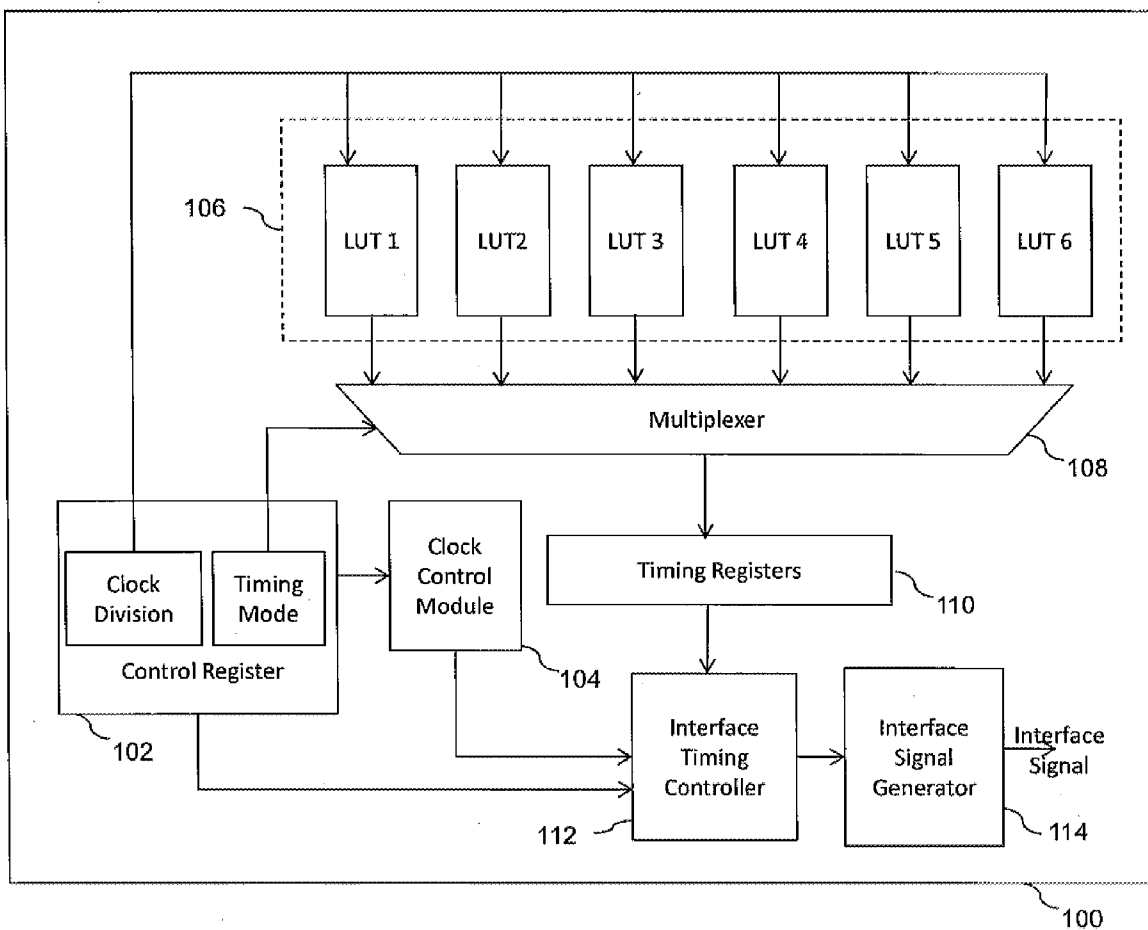 106
LUT 1
LUT2
LUT 3
LUT 4
LUT 5
LUT 6
Multiplexer
108
Clock
Division
Timing
Mode
Control Register
102
Clock
Control
Module
104
Timing Registers
110
Interface
Timing
Controller
112
Interface
Signal
Generator
114
Interface
Signal
100